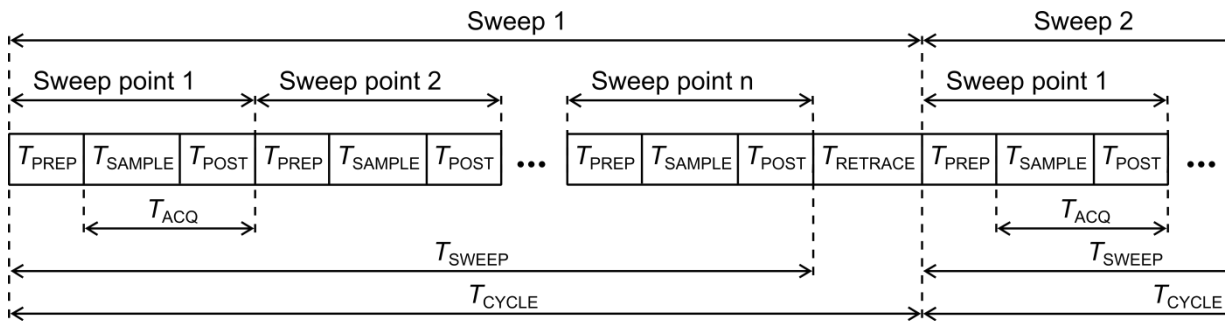 Sweep 1 Sweep 2
Sweep point 1 Sweep point 2 Sweep point n Sweep point 1
TPREP TSAMPLE TPOST TPREP TSAMPLE TPOST ... TPREP TSAMPLE TPOST TRETRACE TPREP TSAMPLE TPOST ...
TACQ TACQ
TSWEEP TSWEEP
TCYCLE TCYCLE